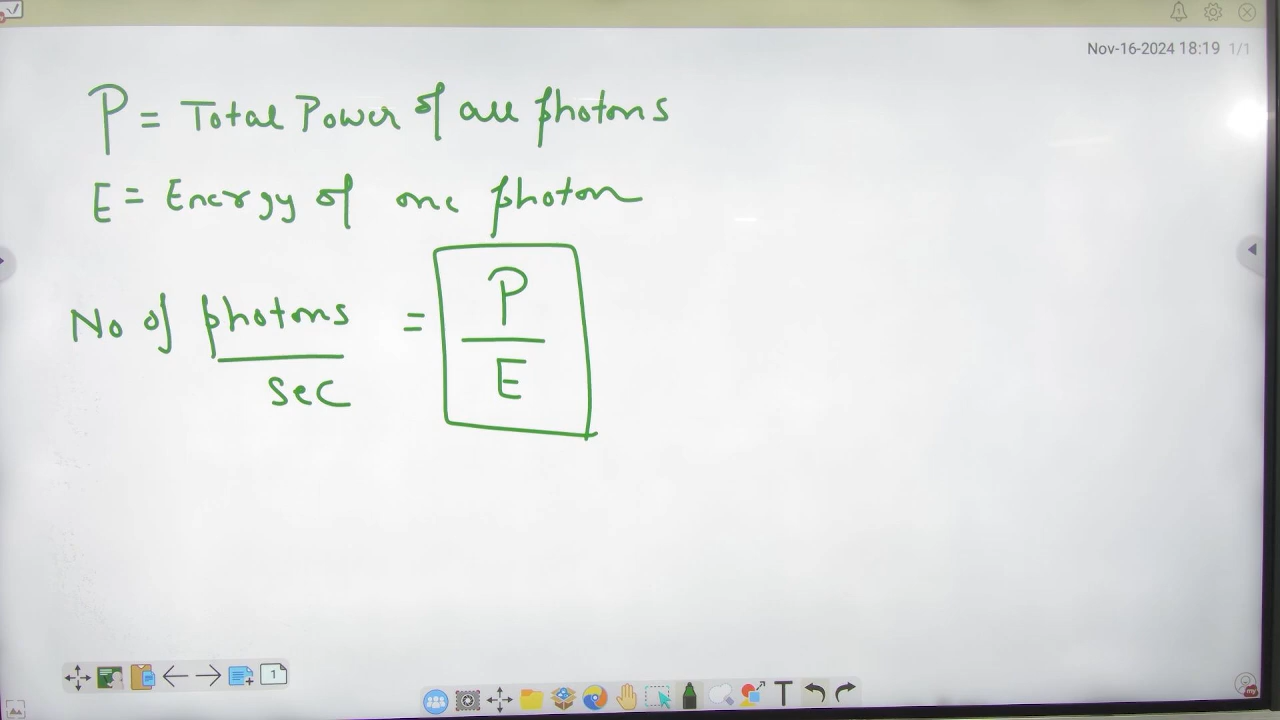 Nov-16-2024 18:19 1/1
P = Total Power of all photons
E = Energy of one photon
No of photons / sec = P / E
1
T